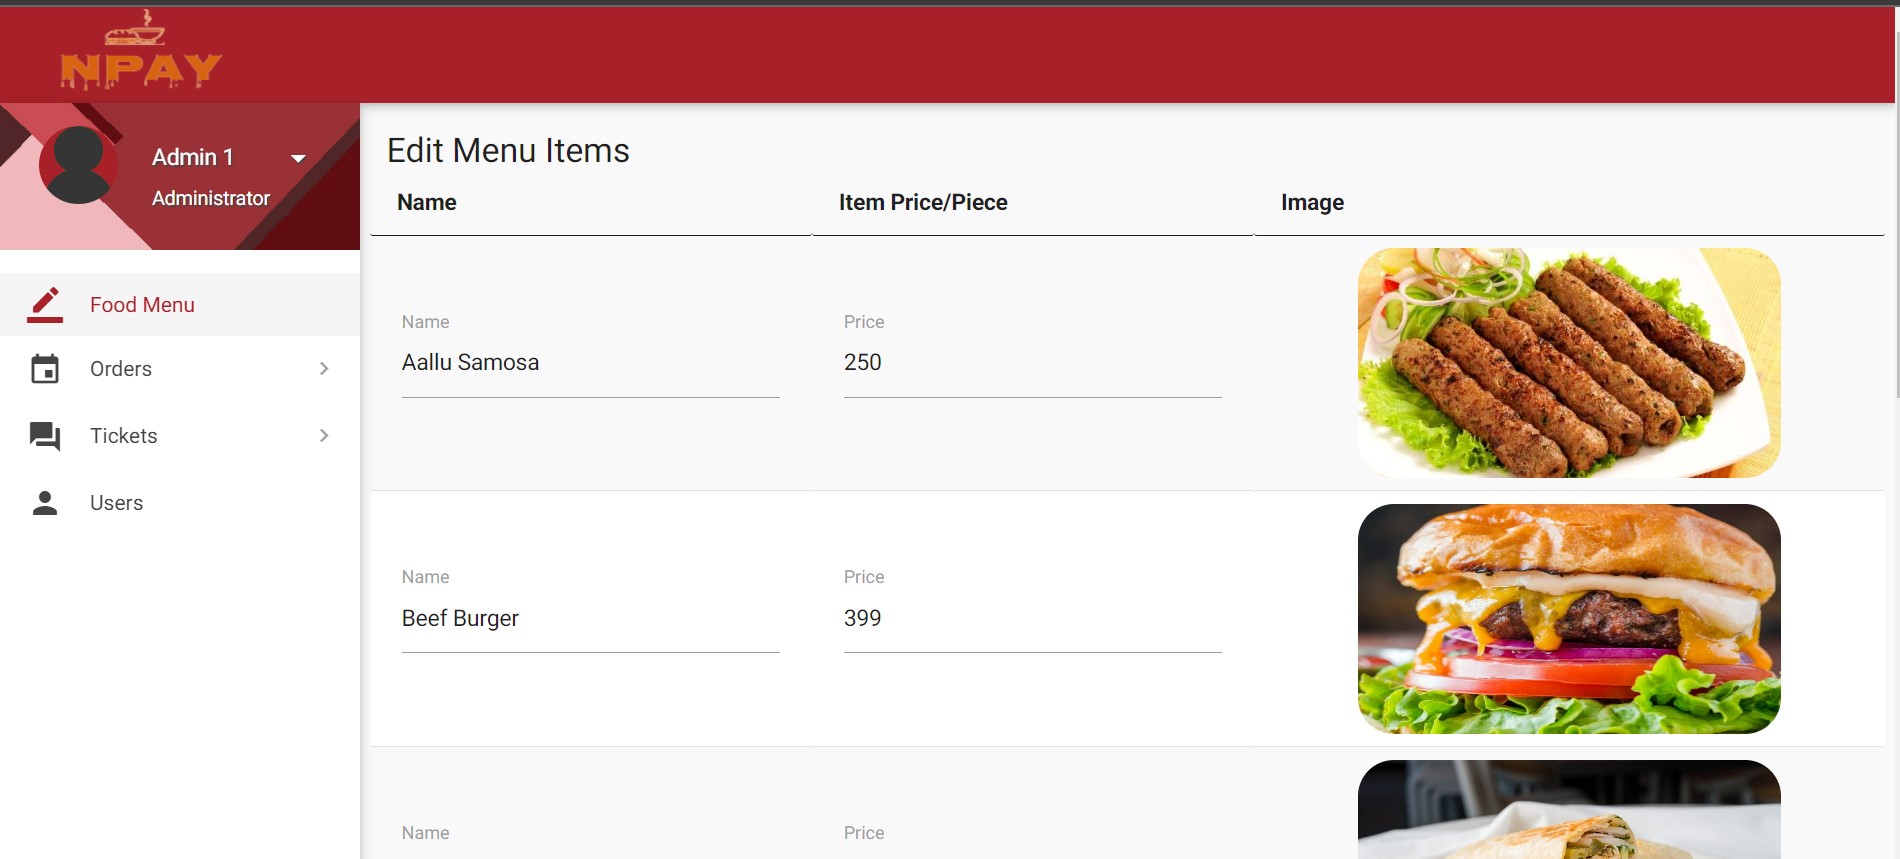 NPAY
Admin 1
Administrator
Food Menu
Orders
Tickets
Users
Edit Menu Items
Name Item Price/Piece Image
Name Price
Aallu Samosa 250
Name Price
Beef Burger 399
Name Price